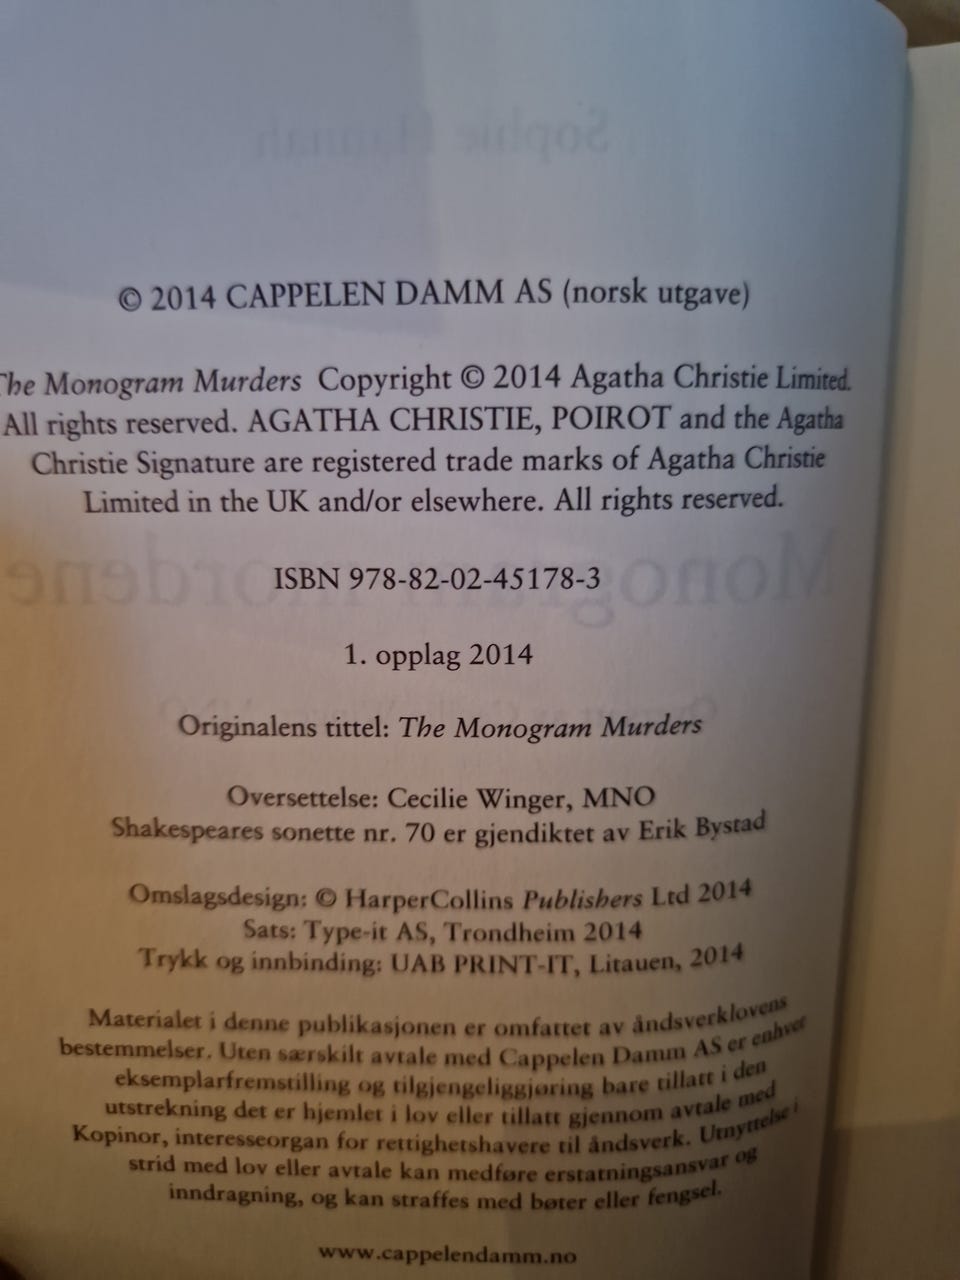 Sophie Hannah
© 2014 CAPPELEN DAMM AS (norsk utgave)
The Monogram Murders Copyright © 2014 Agatha Christie Limited.
All rights reserved. AGATHA CHRISTIE, POIROT and the Agatha
Christie Signature are registered trade marks of Agatha Christie
Limited in the UK and/or elsewhere. All rights reserved.
Monogram mordene
ISBN 978-82-02-45178-3
1. opplag 2014
Originalens tittel: The Monogram Murders
Oversettelse: Cecilie Winger, MNO
Shakespeares sonette nr. 70 er gjendiktet av Erik Bystad
Omslagsdesign: © HarperCollins Publishers Ltd 2014
Sats: Type-it AS, Trondheim 2014
Trykk og innbinding: UAB PRINT-IT, Litauen, 2014
Materialet i denne publikasjonen er omfattet av åndsverklovens
bestemmelser. Uten særskilt avtale med Cappelen Damm AS er enhver
eksemplarfremstilling og tilgjengeliggjøring bare tillatt i den
utstrekning det er hjemlet i lov eller tillatt gjennom avtale med
Kopinor, interesseorgan for rettighetshavere til åndsverk. Utnyttelse i
strid med lov eller avtale kan medføre erstatningsansvar og
inndragning, og kan straffes med bøter eller fengsel.
www.cappelendamm.no